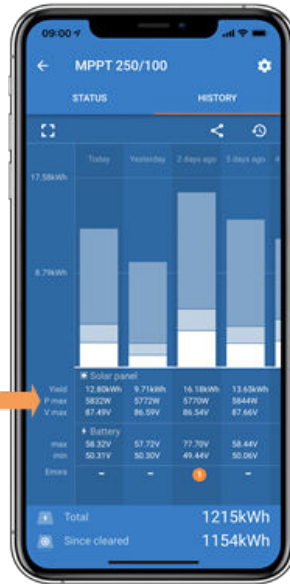 09:00
MPPT 250/100
STATUS HISTORY
Today Yesterday 2 days ago 3 days ago 4
17.58kWh
8.79kWh
Solar panel
Yield 12.80kWh 9.71kWh 16.18kWh 13.65kWh
P max 5832W 5772W 5770W 5844W
V max 87.49V 86.59V 86.54V 87.66V
Battery
max 58.32V 57.72V 77.70V 58.44V
min 50.31V 50.30V 49.44V 50.06V
Errors - - 1 -
Total 1215kWh
Since cleared 1154kWh